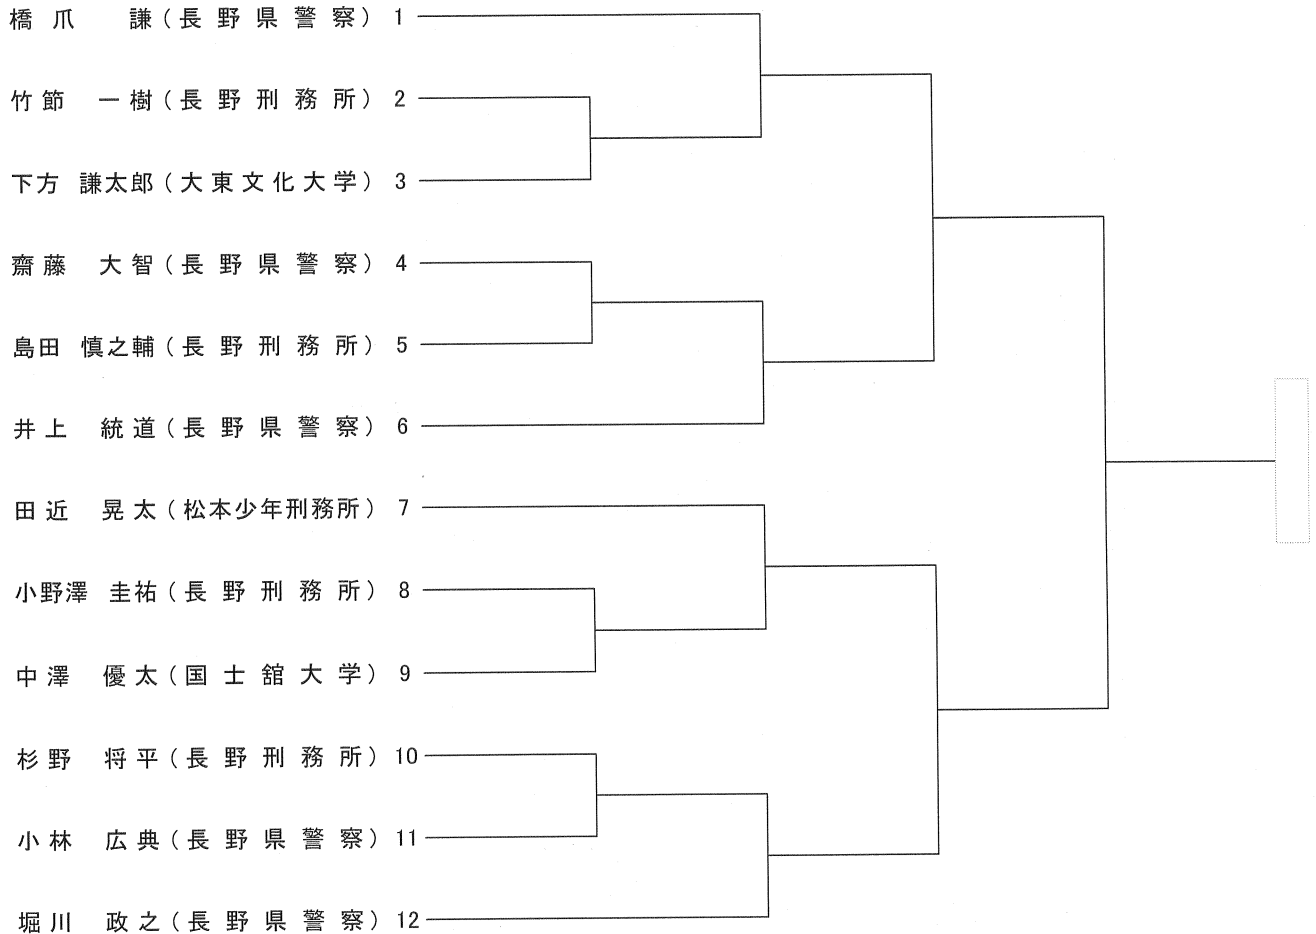 橋爪 謙(長野県警察) 1
竹節 一樹(長野刑務所) 2
下方 謙太郎(大東文化大学) 3
齋藤 大智(長野県警察) 4
島田 慎之輔(長野刑務所) 5
井上 統道(長野県警察) 6
田近 晃太(松本少年刑務所) 7
小野澤 圭祐(長野刑務所) 8
中澤 優太(国士舘大学) 9
杉野 将平(長野刑務所) 10
小林 広典(長野県警察) 11
堀川 政之(長野県警察) 12